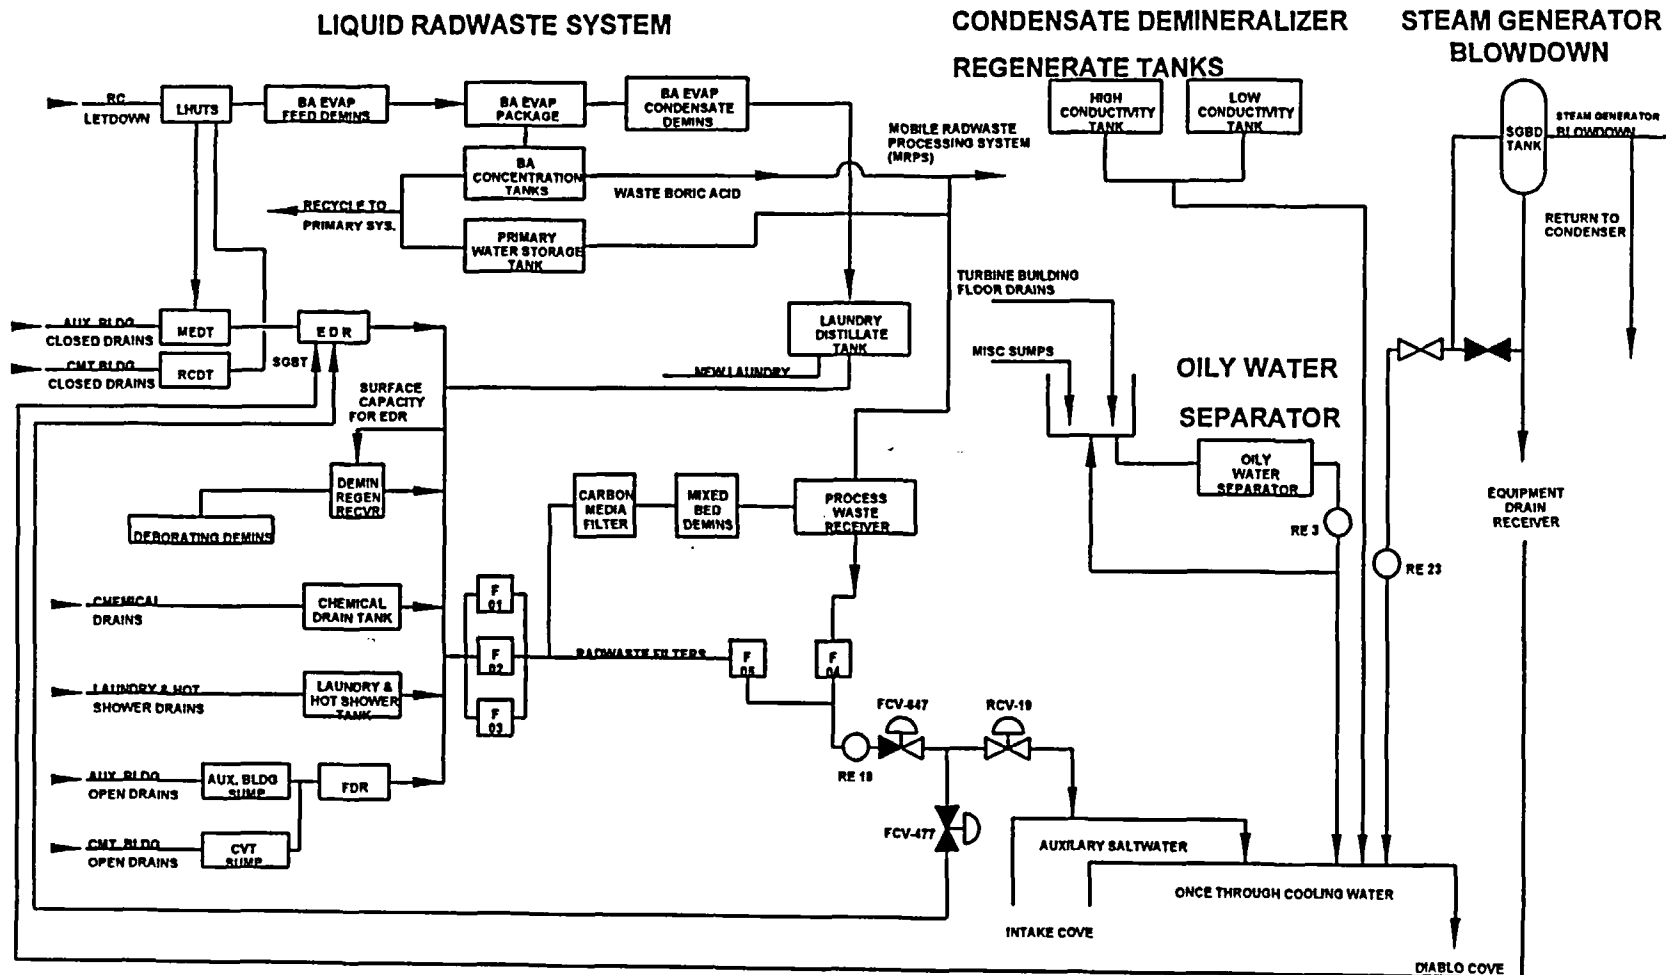 LIQUID RADWASTE SYSTEM
CONDENSATE DEMINERALIZER
REGENERATE TANKS
STEAM GENERATOR
BLOWDOWN
RC
LETDOWN
LHUTS
BA EVAP
FEED DEMINS
BA EVAP
PACKAGE
BA EVAP
CONDENSATE
DEMINS
HIGH
CONDUCTIVITY
TANK
LOW
CONDUCTIVITY
TANK
SGBD
TANK
STEAM GENERATOR
BLOWDOWN
MOBILE RADWASTE
PROCESSING SYSTEM
(MRPS)
BA
CONCENTRATION
TANKS
WASTE BORIC ACID
RECYCLE TO
PRIMARY SYS.
PRIMARY
WATER STORAGE
TANK
RETURN TO
CONDENSER
TURBINE BUILDING
FLOOR DRAINS
AUX. BLDG
CLOSED DRAINS
MEDT
EDR
LAUNDRY
DISTILLATE
TANK
MISC SUMPS
CMT BLDG
CLOSED DRAINS
RCDT
SGBT
NEW LAUNDRY
OILY WATER
SEPARATOR
SURFACE
CAPACITY
FOR EDR
DEMIN
REGEN
RECVR
DEBORATING DEMINS
CARBON
MEDIA
FILTER
MIXED
BED
DEMINS
PROCESS
WASTE
RECEIVER
OILY
WATER
SEPARATOR
RE 3
EQUIPMENT
DRAIN
RECEIVER
RE 23
CHEMICAL
DRAINS
CHEMICAL
DRAIN TANK
F
01
F
02
F
03
RADWASTE FILTERS
F
05
F
04
LAUNDRY & HOT
SHOWER DRAINS
LAUNDRY &
HOT SHOWER
TANK
FCV-647
RCV-19
RE 18
AUX. BLDG
OPEN DRAINS
AUX. BLDG
SUMP
FDR
FCV-477
CMT. BLDG
OPEN DRAINS
CVT
SUMP
AUXILARY SALTWATER
ONCE THROUGH COOLING WATER
INTAKE COVE
DIABLO COVE